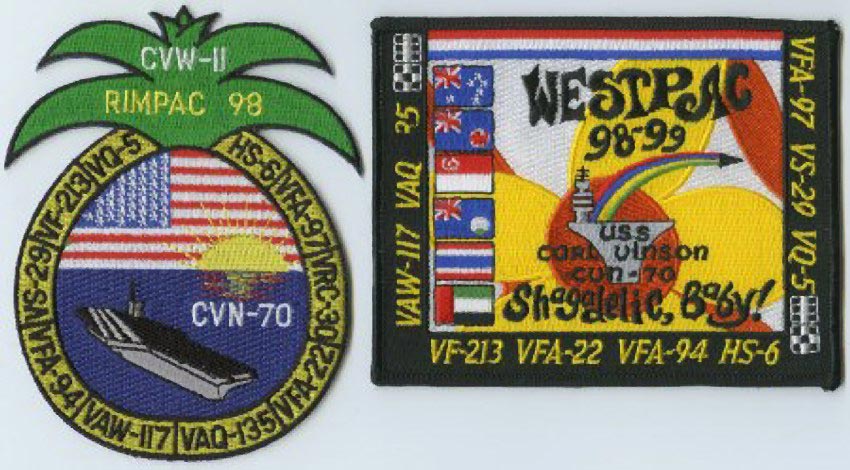 CVW-11
RIMPAC 98
VQ-5
VF-213
VS-29
VFA-94
VAW-117
VAQ-135
VFA-22
VRC-30
VFA-97
HS-6
CVN-70
WESTPAC
98-99
USS
CARL VINSON
CVN-70
Shagadelic, Baby!
VAW-117 VAQ
VFA-97 VS-29 VQ-5
VF-213 VFA-22 VFA-94 HS-6